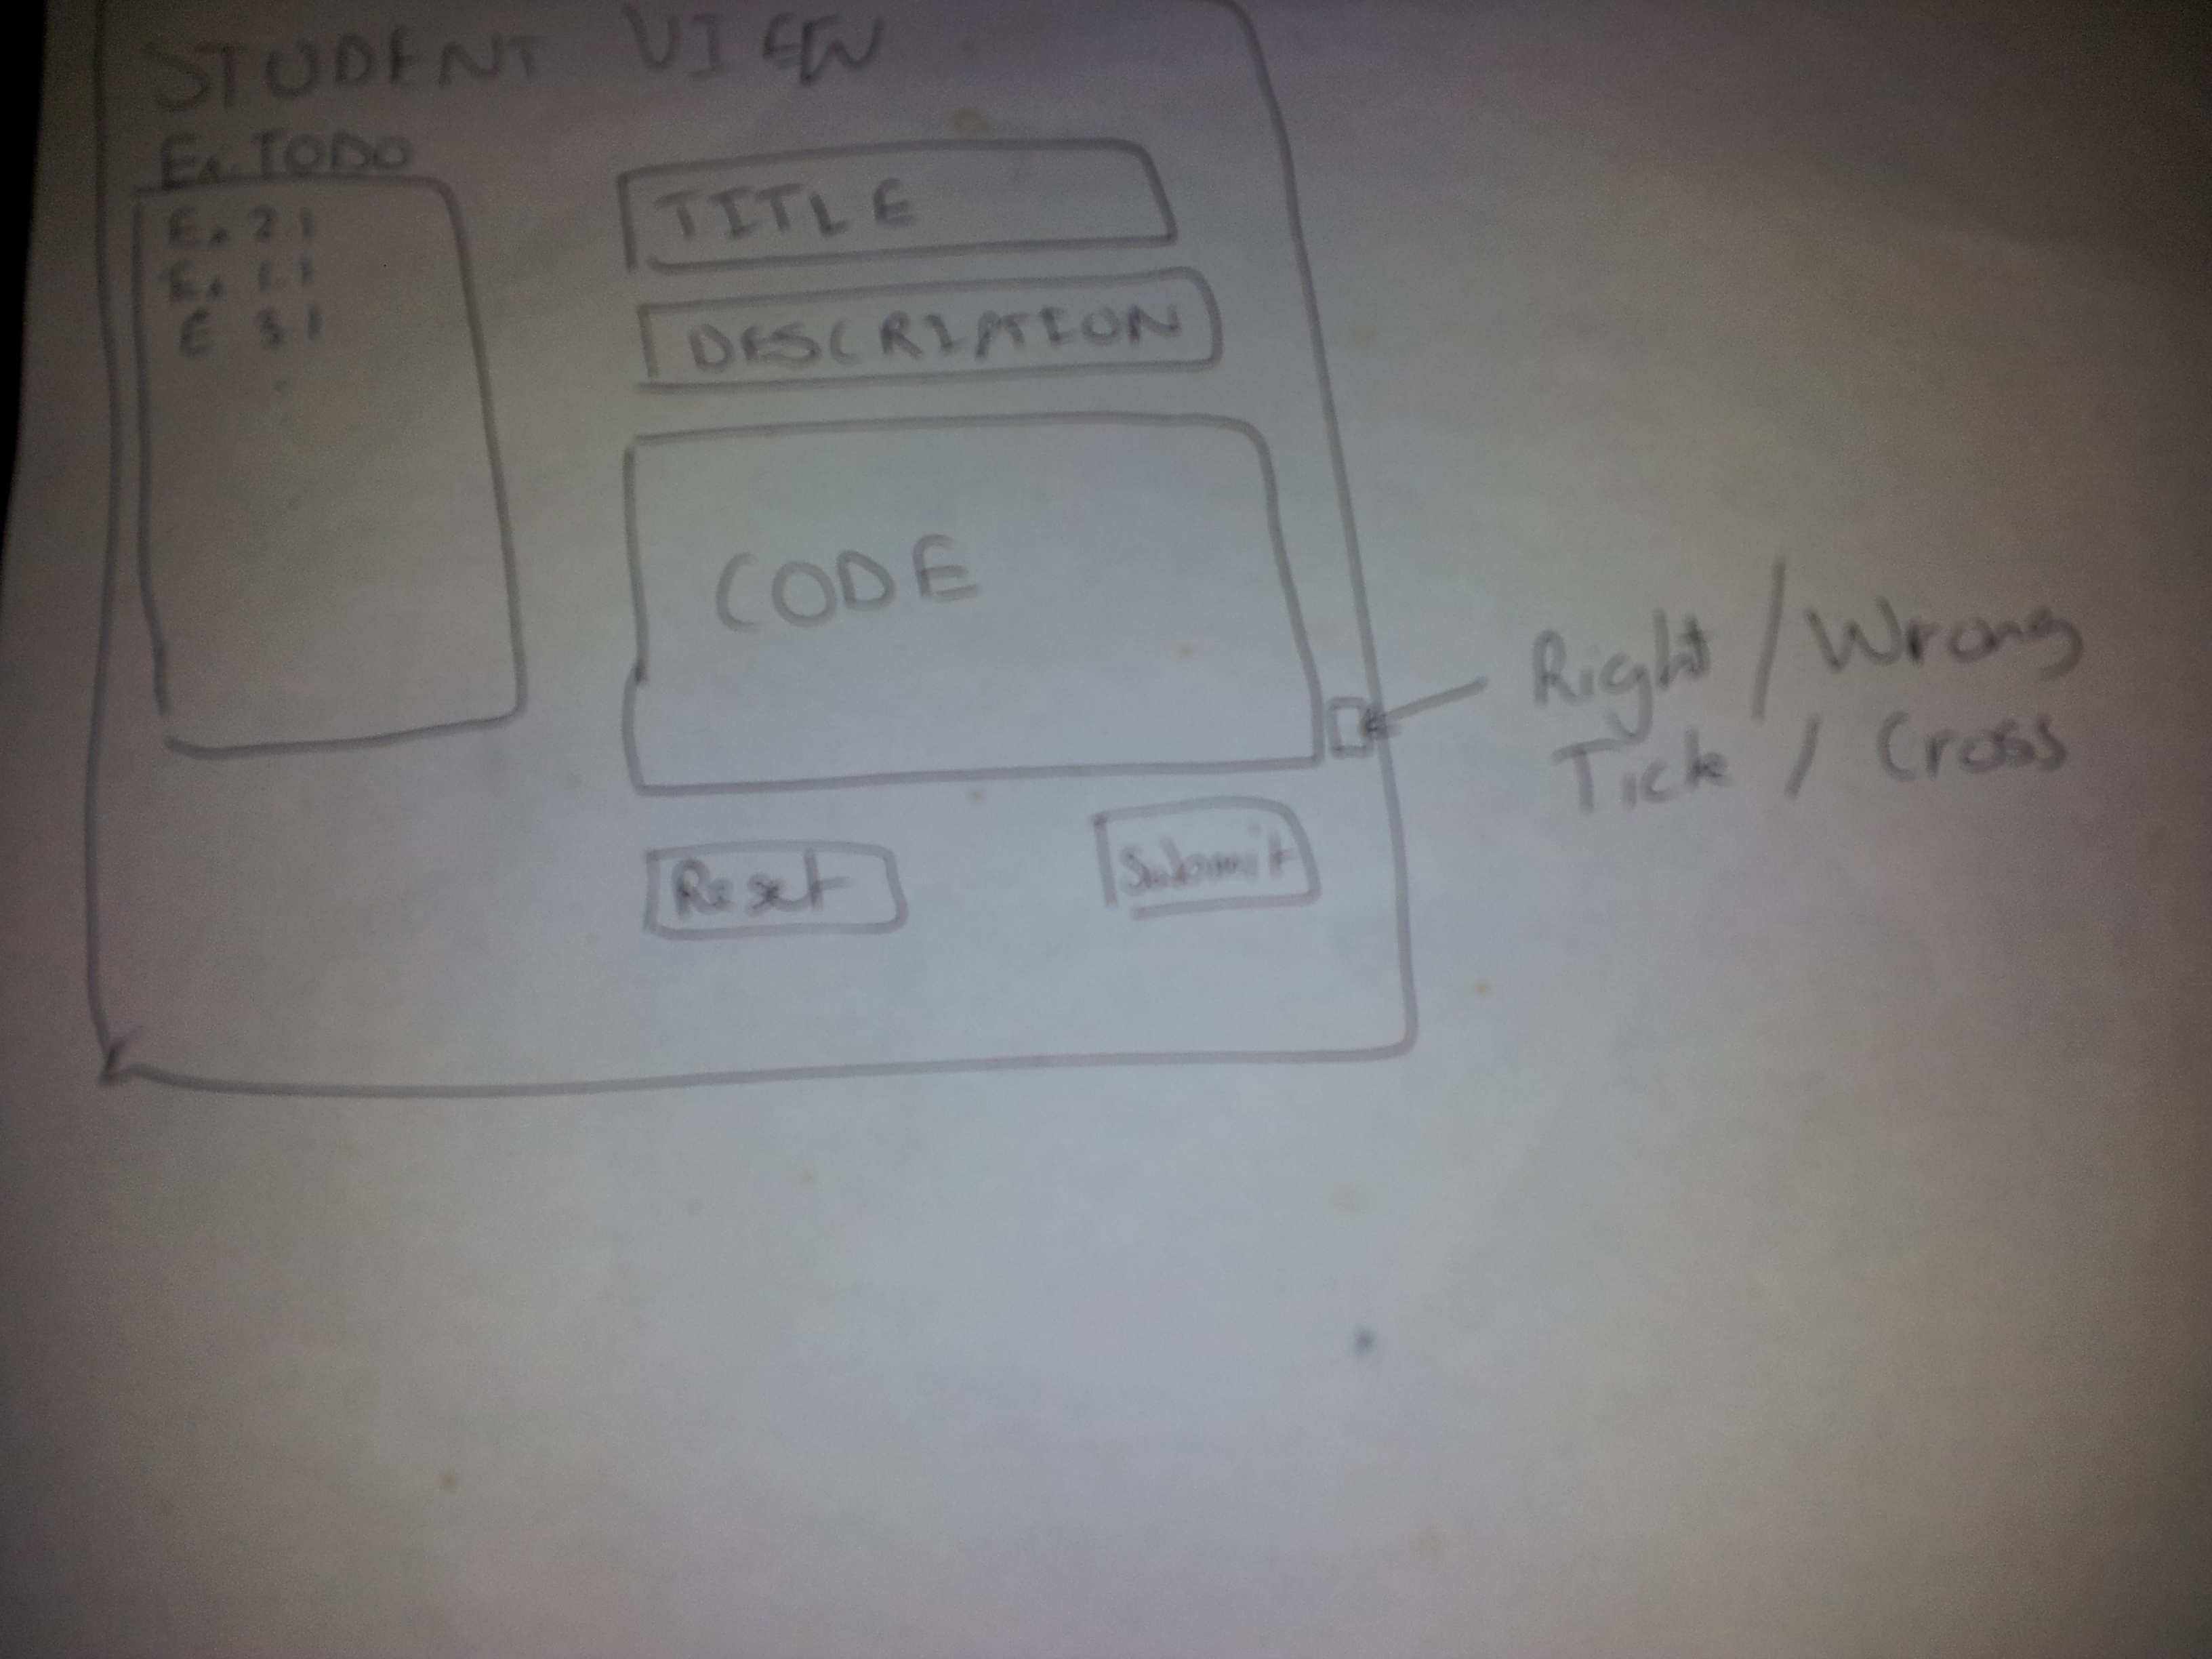 STUDENT VIEW
Ex TODO
E. 2 1
E. 1.1
E 3 1
TITLE
DESCRIPTION
CODE
Reset
Submit
Right / Wrong
Tick / Cross